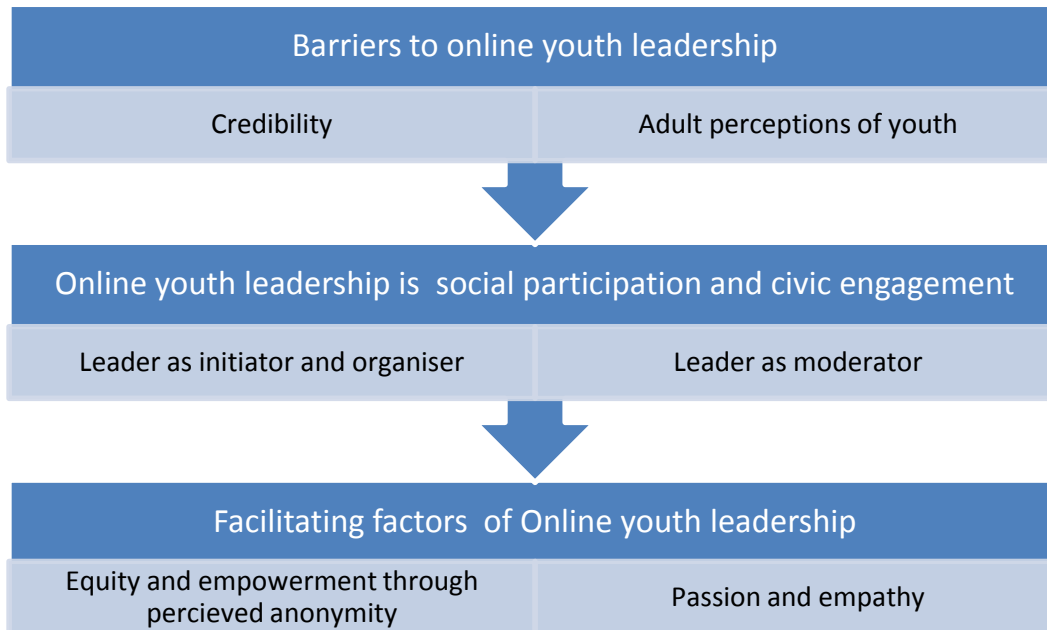 Barriers to online youth leadership
Credibility
Adult perceptions of youth
Online youth leadership is social participation and civic engagement
Leader as initiator and organiser
Leader as moderator
Facilitating factors of Online youth leadership
Equity and empowerment through
percieved anonymity
Passion and empathy